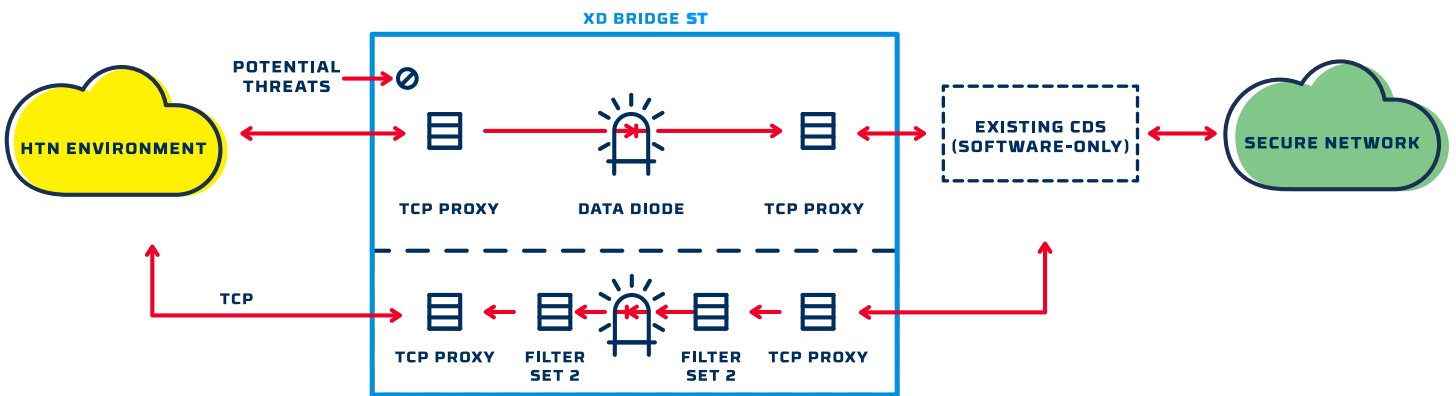 XD BRIDGE ST
POTENTIAL
THREATS
HTN ENVIRONMENT
EXISTING CDS
(SOFTWARE-ONLY)
SECURE NETWORK
TCP PROXY
DATA DIODE
TCP PROXY
TCP
TCP PROXY
FILTER
SET 2
FILTER
SET 2
TCP PROXY